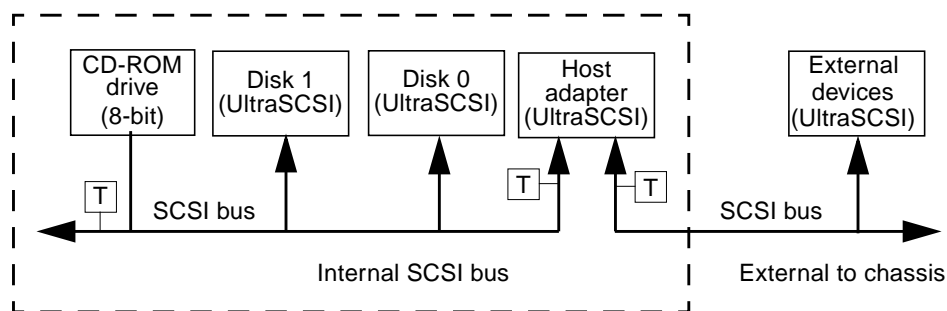 CD-ROM
drive
(8-bit)
Disk 1
(UltraSCSI)
Disk 0
(UltraSCSI)
Host
adapter
(UltraSCSI)
External
devices
(UltraSCSI)
T
T
T
SCSI bus
SCSI bus
Internal SCSI bus
External to chassis